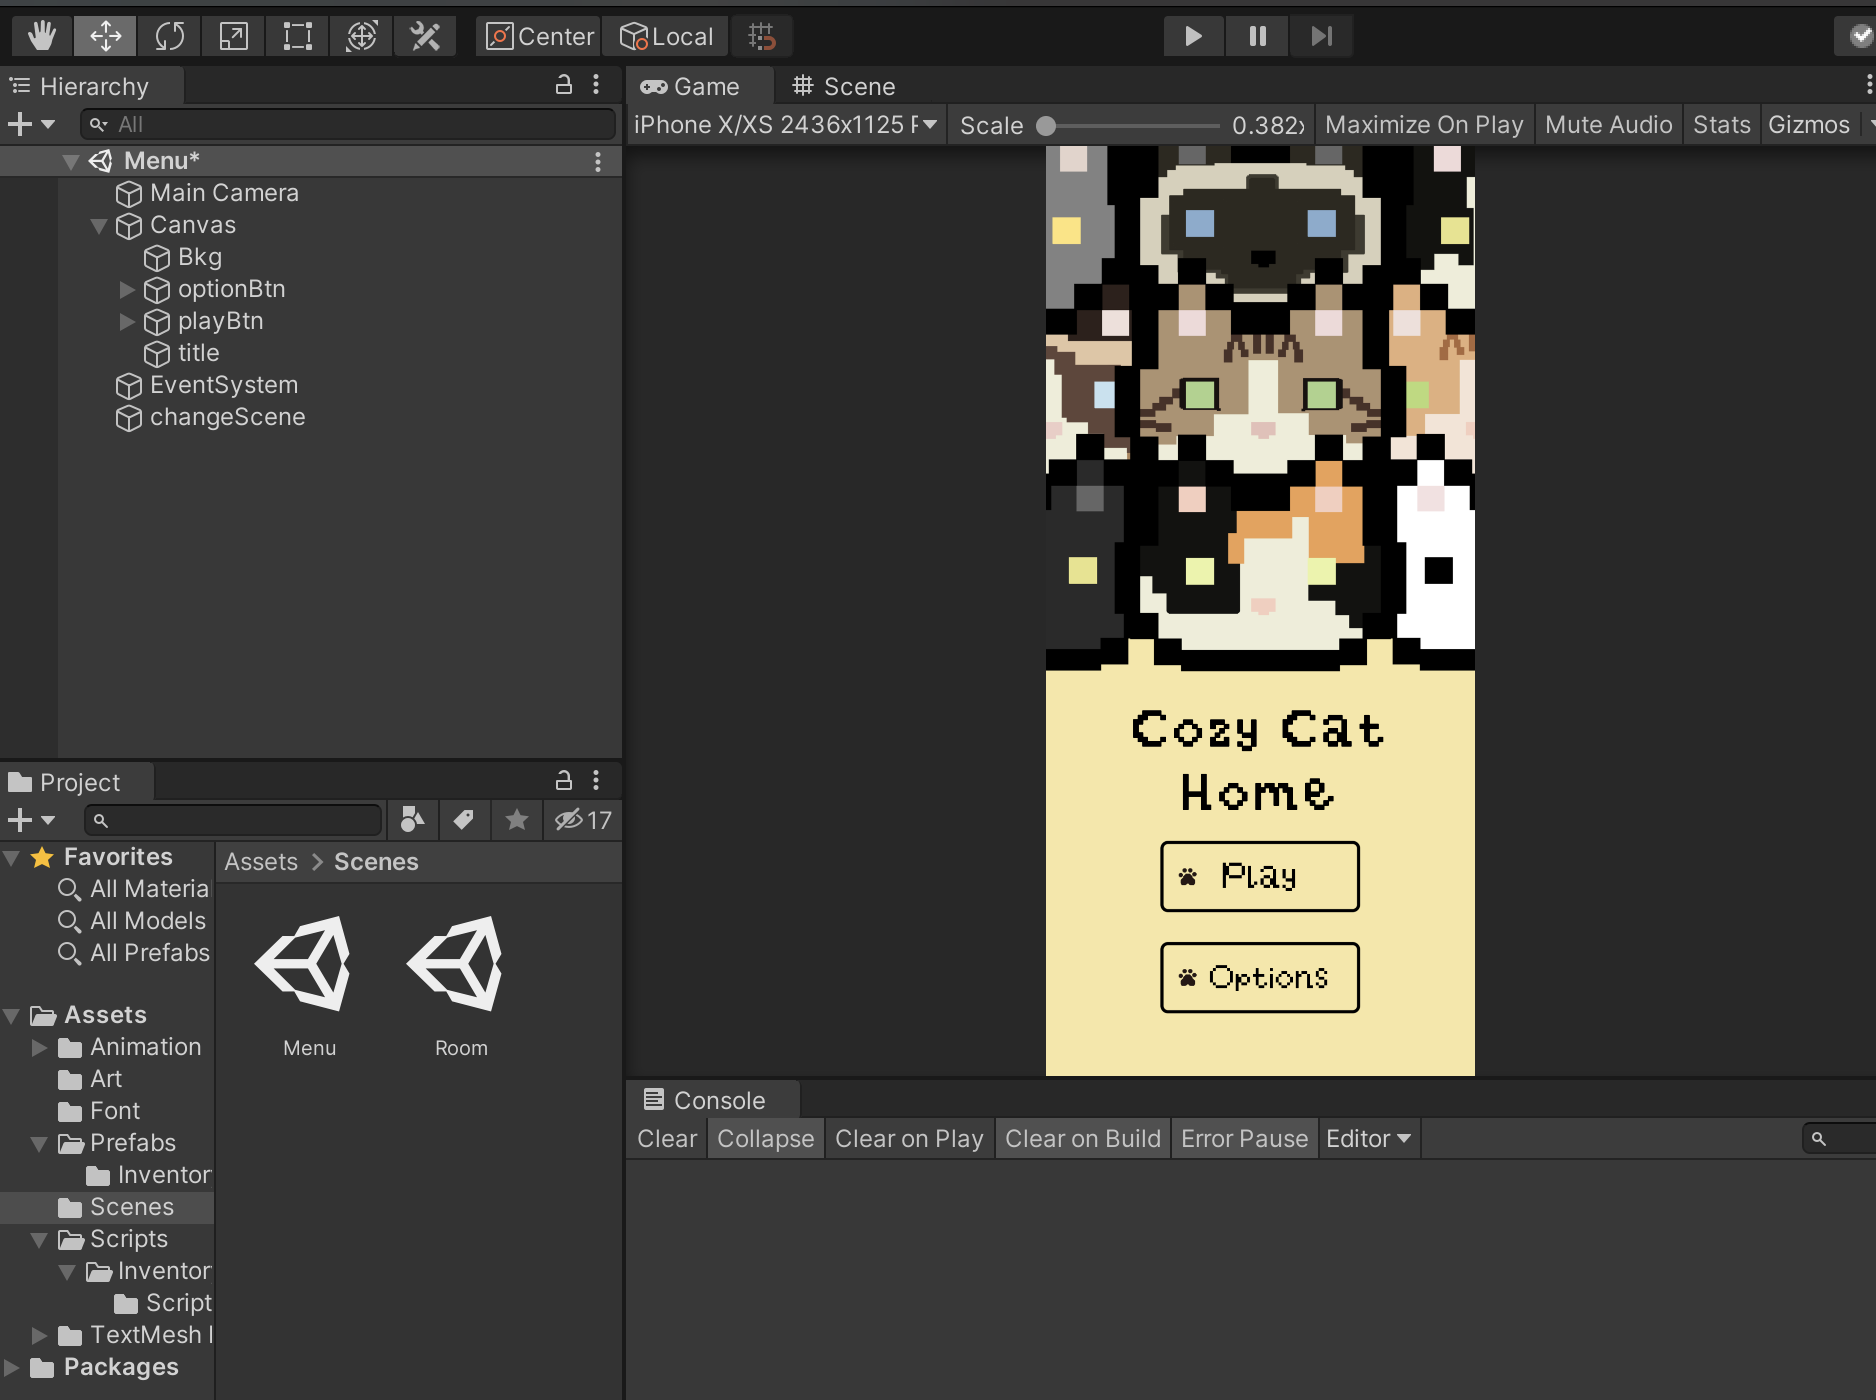 Center
Local
Hierarchy
All
Menu*
Main Camera
Canvas
Bkg
optionBtn
playBtn
title
EventSystem
changeScene
Project
17
Favorites
All Materia
All Models
All Prefabs
Assets
Animation
Art
Font
Prefabs
Inventor
Scenes
Scripts
Inventor
Script
TextMesh
Packages
Assets > Scenes
Menu
Room
Game
Scene
iPhone X/XS 2436x1125 P
Scale
0.382x
Maximize On Play
Mute Audio
Stats
Gizmos
Cozy Cat
Home
Play
Options
Console
Clear
Collapse
Clear on Play
Clear on Build
Error Pause
Editor